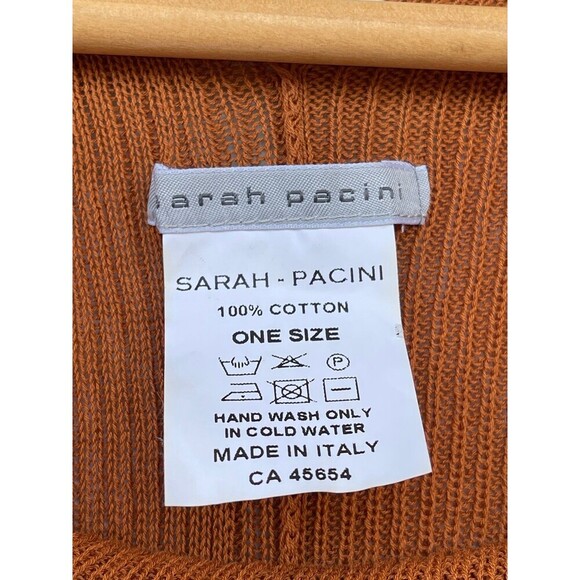 sarah pacini
SARAH - PACINI
100% COTTON
ONE SIZE
P
HAND WASH ONLY
IN COLD WATER
MADE IN ITALY
CA 45654